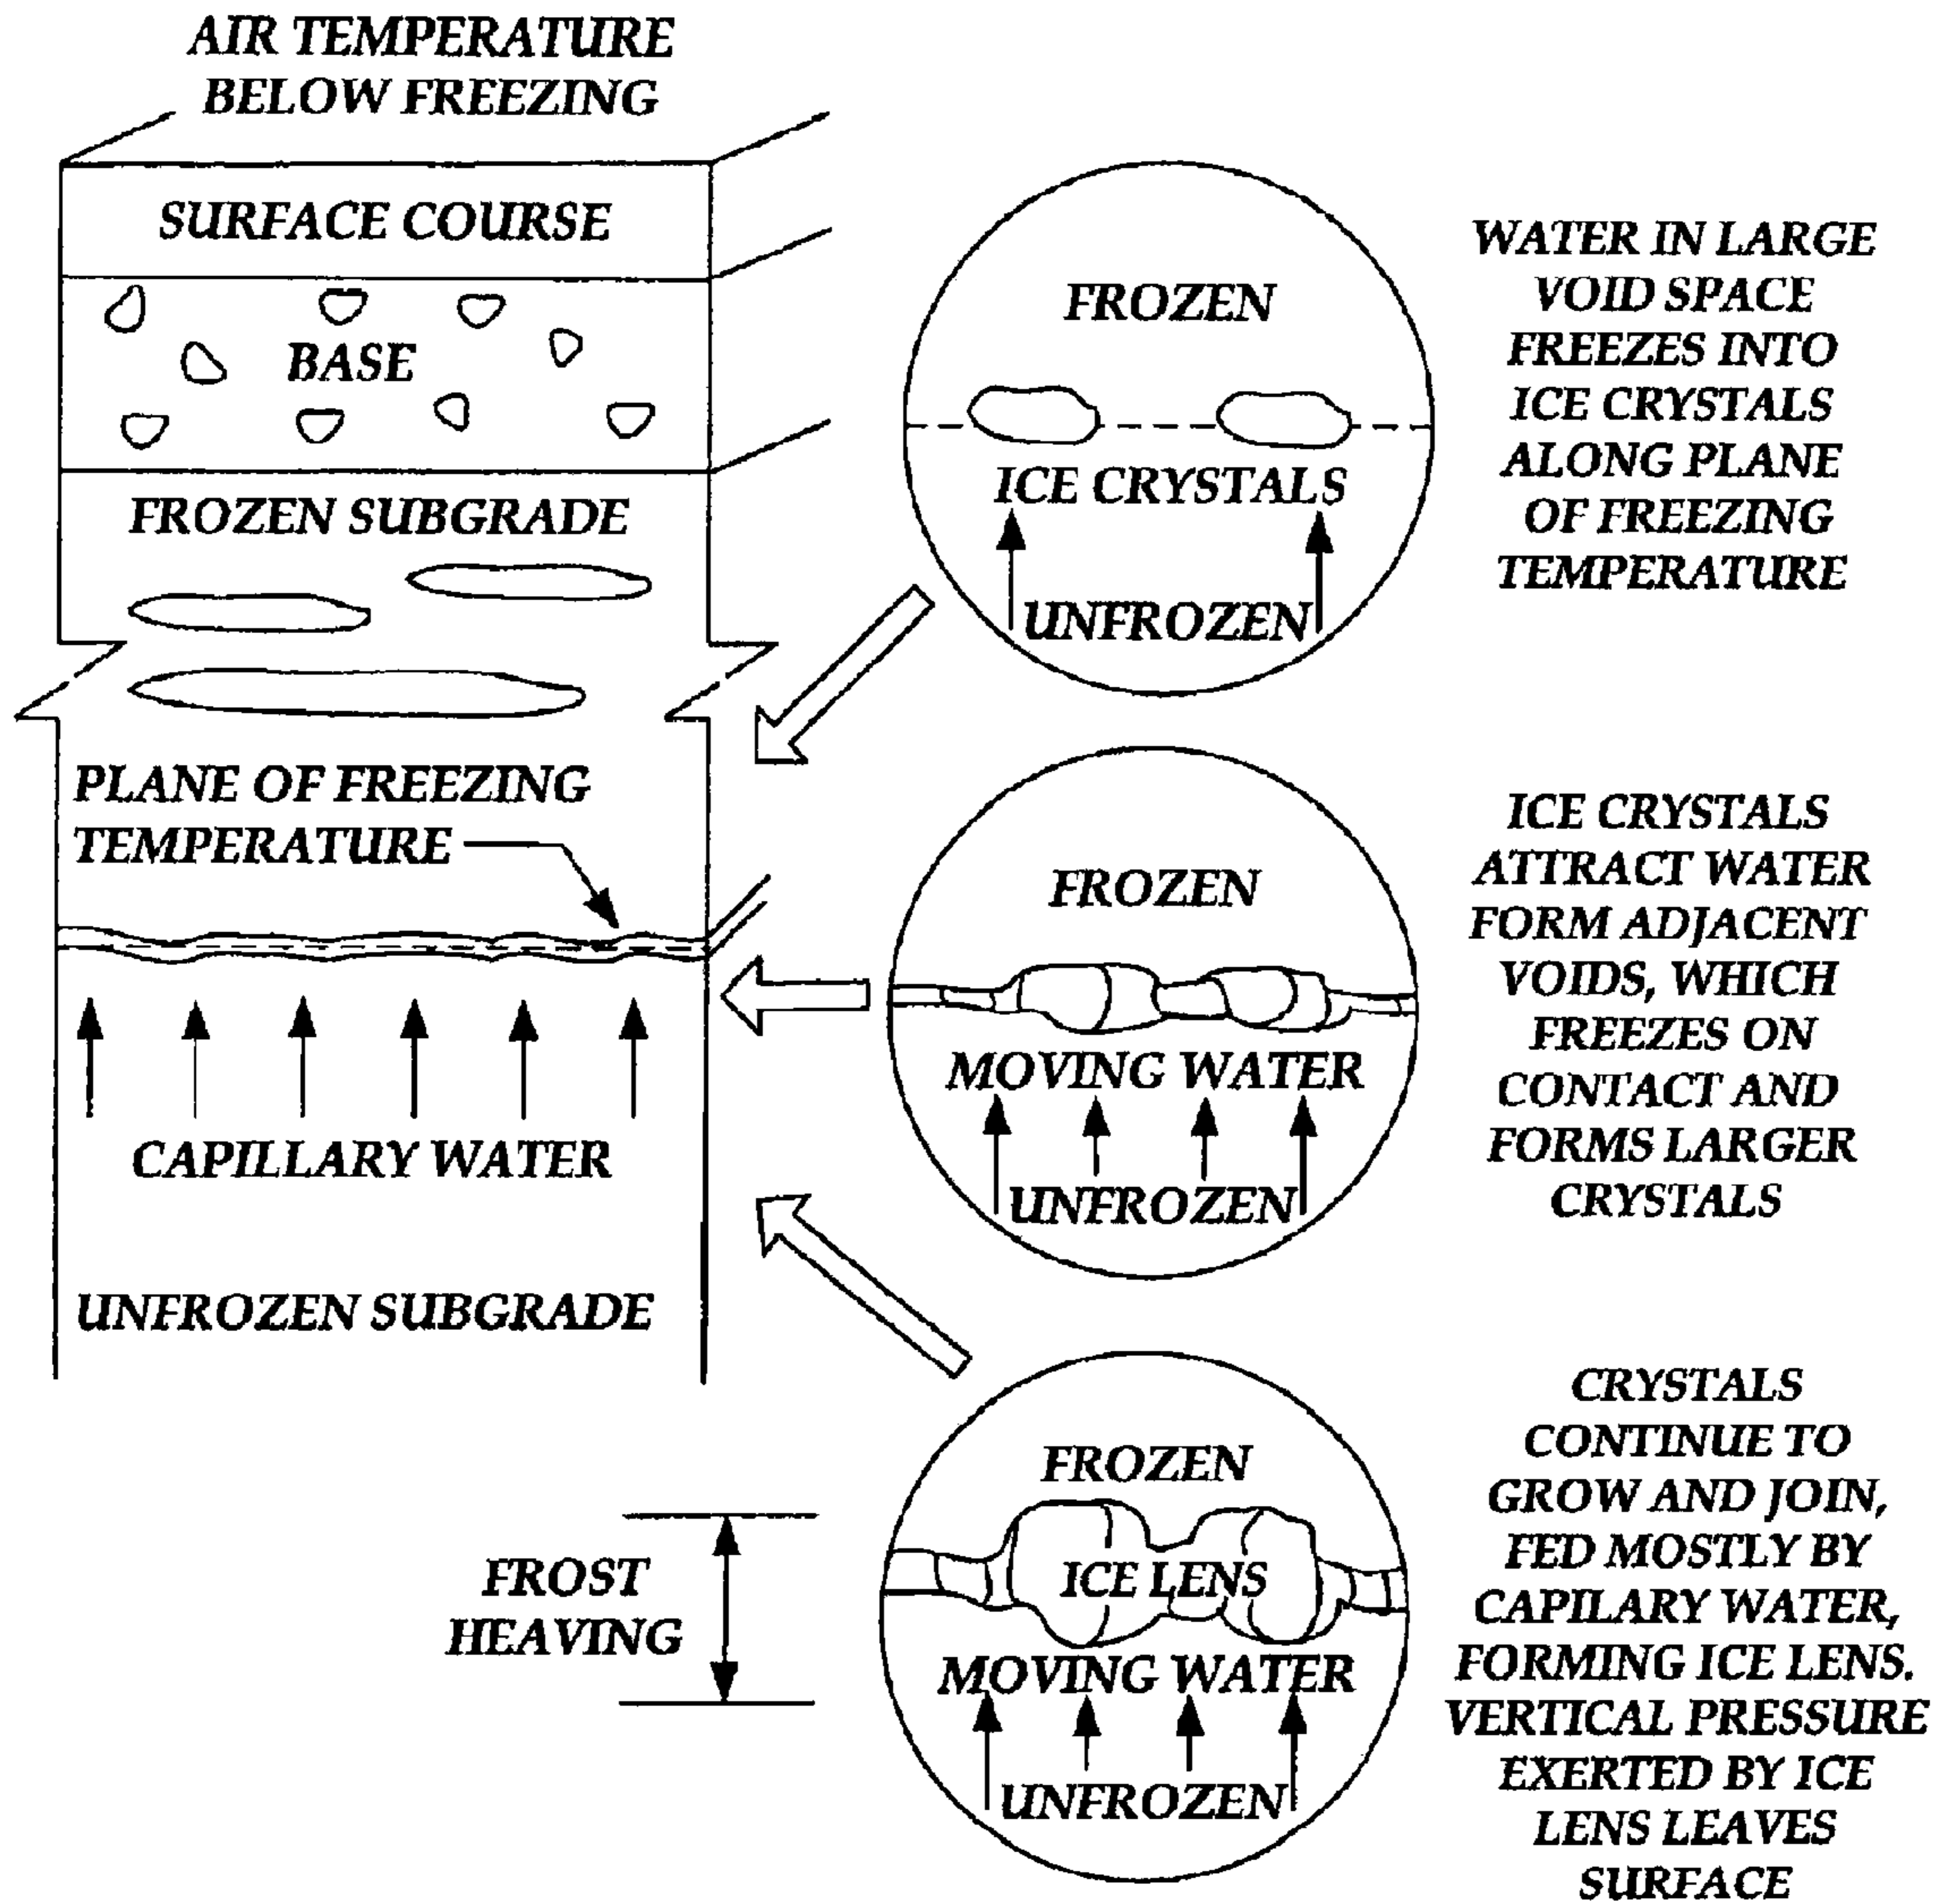 AIR TEMPERATURE
BELOW FREEZING
SURFACE COURSE
BASE
FROZEN SUBGRADE
PLANE OF FREEZING
TEMPERATURE
CAPILLARY WATER
UNFROZEN SUBGRADE
FROZEN
ICE CRYSTALS
UNFROZEN
WATER IN LARGE
VOID SPACE
FREEZES INTO
ICE CRYSTALS
ALONG PLANE
OF FREEZING
TEMPERATURE
FROZEN
MOVING WATER
UNFROZEN
ICE CRYSTALS
ATTRACT WATER
FORM ADJACENT
VOIDS, WHICH
FREEZES ON
CONTACT AND
FORMS LARGER
CRYSTALS
FROST
HEAVING
FROZEN
ICE LENS
MOVING WATER
UNFROZEN
CRYSTALS
CONTINUE TO
GROW AND JOIN,
FED MOSTLY BY
CAPILARY WATER,
FORMING ICE LENS.
VERTICAL PRESSURE
EXERTED BY ICE
LENS LEAVES
SURFACE